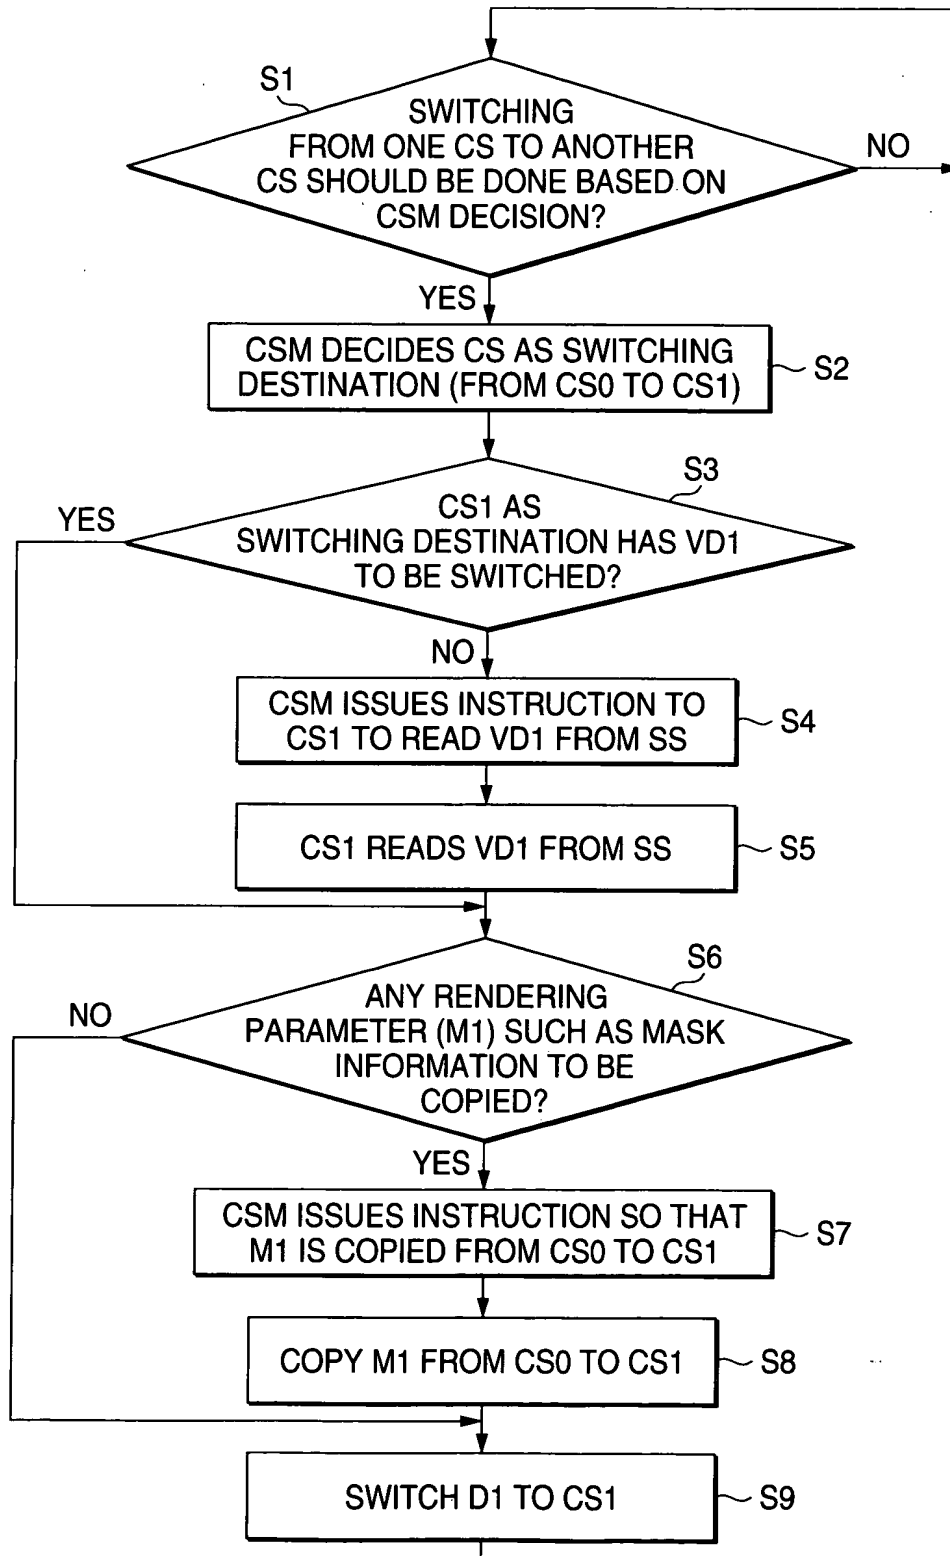 S1
SWITCHING
FROM ONE CS TO ANOTHER
CS SHOULD BE DONE BASED ON
CSM DECISION?
NO
YES
CSM DECIDES CS AS SWITCHING
DESTINATION (FROM CS0 TO CS1)
S2
S3
YES
CS1 AS
SWITCHING DESTINATION HAS VD1
TO BE SWITCHED?
NO
CSM ISSUES INSTRUCTION TO
CS1 TO READ VD1 FROM SS
S4
CS1 READS VD1 FROM SS
S5
S6
NO
ANY RENDERING
PARAMETER (M1) SUCH AS MASK
INFORMATION TO BE
COPIED?
YES
CSM ISSUES INSTRUCTION SO THAT
M1 IS COPIED FROM CS0 TO CS1
S7
COPY M1 FROM CS0 TO CS1
S8
SWITCH D1 TO CS1
S9